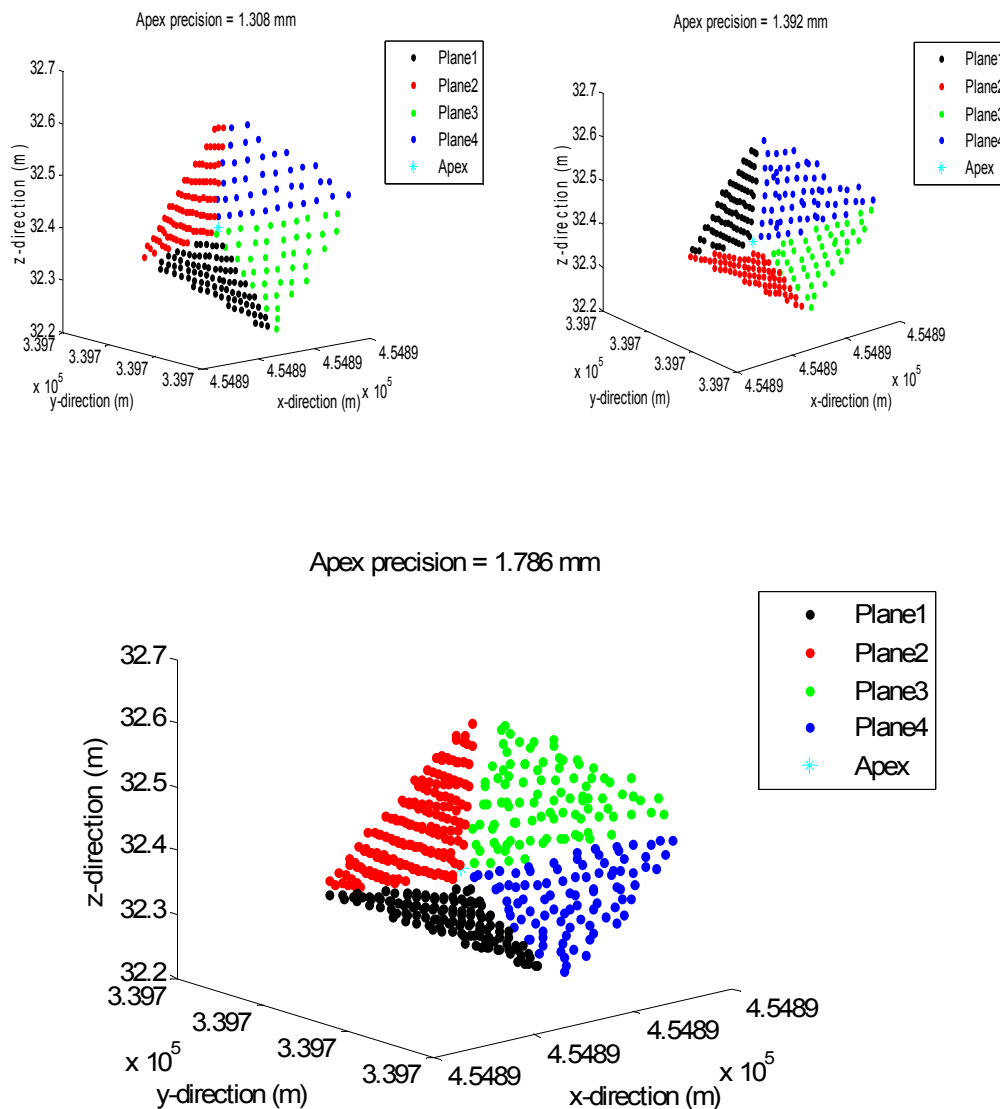 Apex precision = 1.308 mm
Plane1
Plane2
Plane3
Plane4
Apex
32.7
32.6
32.5
32.4
32.3
32.2
z-direction (m)
3.397
3.397
3.397
3.397
x 10^5
y-direction (m)
4.5489
4.5489
4.5489
4.5489
x 10^5
x-direction (m)
Apex precision = 1.392 mm
Plane1
Plane2
Plane3
Plane4
Apex
32.7
32.6
32.5
32.4
32.3
32.2
z-direction (m)
3.397
3.397
3.397
3.397
x 10^5
y-direction (m)
4.5489
4.5489
4.5489
4.5489
x 10^5
x-direction (m)
Apex precision = 1.786 mm
Plane1
Plane2
Plane3
Plane4
Apex
32.7
32.6
32.5
32.4
32.3
32.2
z-direction (m)
3.397
3.397
3.397
3.397
x 10^5
y-direction (m)
4.5489
4.5489
4.5489
4.5489
x 10^5
x-direction (m)